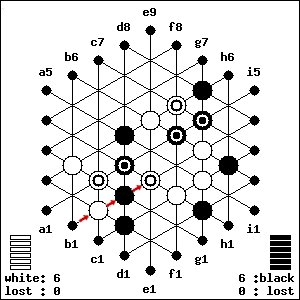 e9
d8 f8
c7 g7
b6 h6
a5 i5
a1 i1
b1 h1
c1 g1
d1 f1
e1
white: 6 6 :black
lost : 0 0 : lost